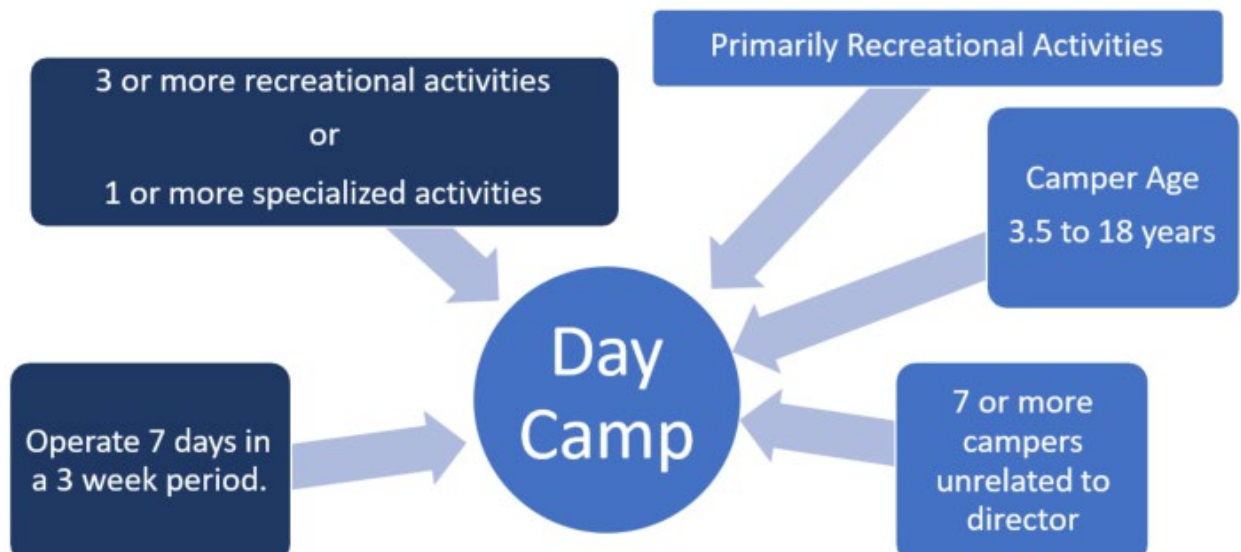 Primarily Recreational Activities
3 or more recreational activities
or
1 or more specialized activities
Camper Age
3.5 to 18 years
Day
Camp
Operate 7 days in
a 3 week period.
7 or more
campers
unrelated to
director